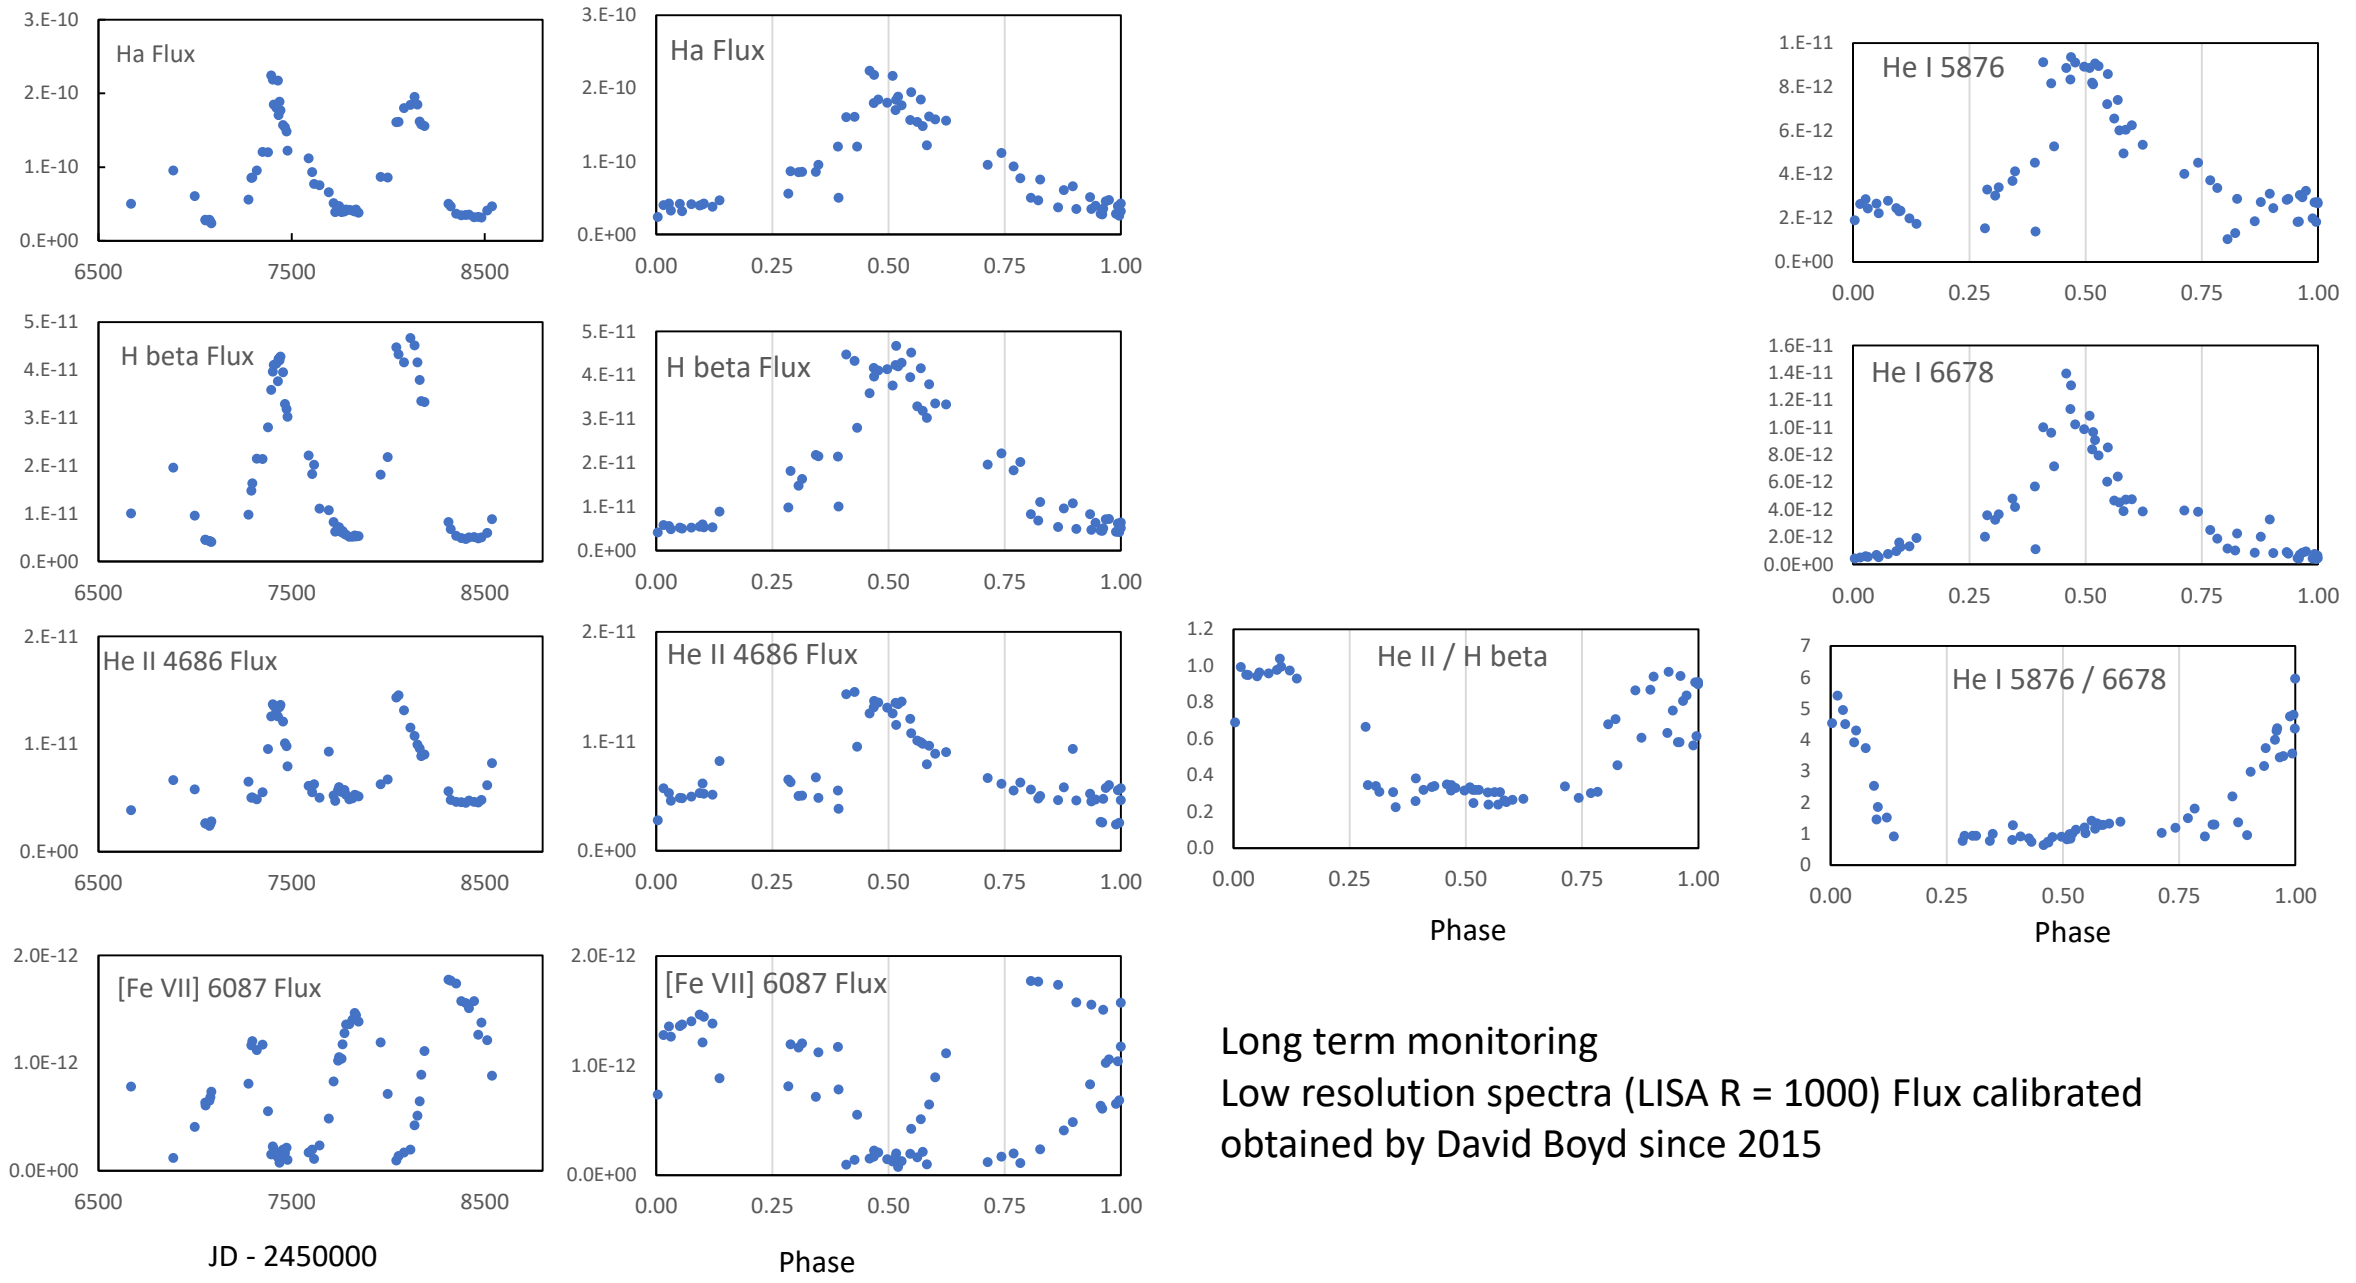 Ha Flux
3.E-10
2.E-10
1.E-10
0.E+00
6500 7500 8500
Ha Flux
3.E-10
2.E-10
1.E-10
0.E+00
0.00 0.25 0.50 0.75 1.00
He I 5876
1.E-11
8.E-12
6.E-12
4.E-12
2.E-12
0.E+00
0.00 0.25 0.50 0.75 1.00
H beta Flux
5.E-11
4.E-11
3.E-11
2.E-11
1.E-11
0.E+00
6500 7500 8500
H beta Flux
5.E-11
4.E-11
3.E-11
2.E-11
1.E-11
0.E+00
0.00 0.25 0.50 0.75 1.00
He I 6678
1.6E-11
1.4E-11
1.2E-11
1.0E-11
8.0E-12
6.0E-12
4.0E-12
2.0E-12
0.0E+00
0.00 0.25 0.50 0.75 1.00
He II 4686 Flux
2.E-11
1.E-11
0.E+00
6500 7500 8500
He II 4686 Flux
2.E-11
1.E-11
0.E+00
0.00 0.25 0.50 0.75 1.00
He II / H beta
1.2
1.0
0.8
0.6
0.4
0.2
0.0
0.00 0.25 0.50 0.75 1.00
Phase
He I 5876 / 6678
7
6
5
4
3
2
1
0
0.00 0.25 0.50 0.75 1.00
Phase
[Fe VII] 6087 Flux
2.0E-12
1.0E-12
0.0E+00
6500 7500 8500
JD - 2450000
[Fe VII] 6087 Flux
2.0E-12
1.0E-12
0.0E+00
0.00 0.25 0.50 0.75 1.00
Phase
Long term monitoring
Low resolution spectra (LISA R = 1000) Flux calibrated
obtained by David Boyd since 2015